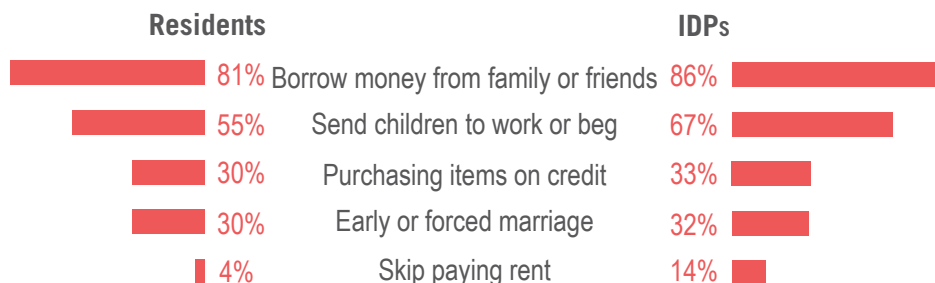 Residents IDPs
81% Borrow money from family or friends 86%
55% Send children to work or beg 67%
30% Purchasing items on credit 33%
30% Early or forced marriage 32%
4% Skip paying rent 14%